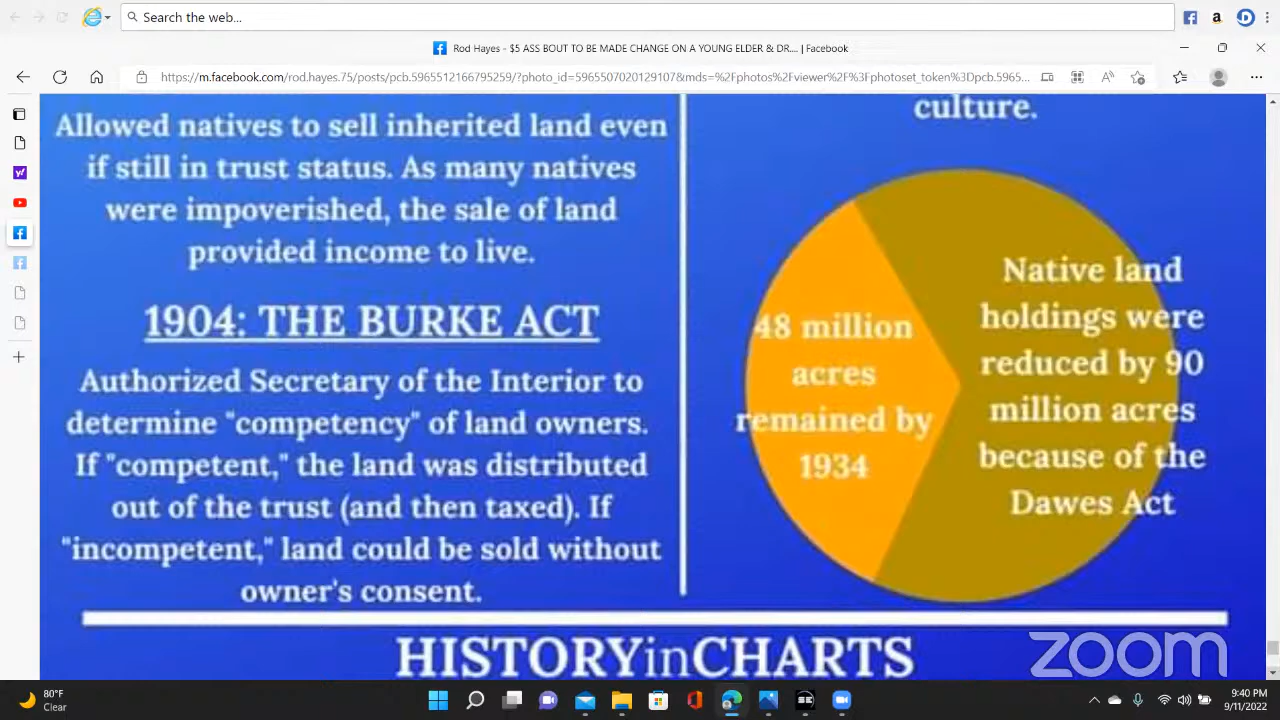 Search the web...
Rod Hayes - $5 ASS BOUT TO BE MADE CHANGE ON A YOUNG ELDER & DR.... | Facebook
https://m.facebook.com/rod.hayes.75/posts/pcb.5965512166795259/?photo_id=5965507020129107&mds=%2Fphotos%2Fviewer%2F%3Fphotoset_token%3Dpcb.5965...
Allowed natives to sell inherited land even
if still in trust status. As many natives
were impoverished, the sale of land
provided income to live.
1904: THE BURKE ACT
Authorized Secretary of the Interior to
determine "competency" of land owners.
If "competent," the land was distributed
out of the trust (and then taxed). If
"incompetent," land could be sold without
owner's consent.
culture.
48 million
acres
remained by
1934
Native land
holdings were
reduced by 90
million acres
because of the
Dawes Act
HISTORYinCHARTS
zoom
80°F
Clear
9:40 PM
9/11/2022